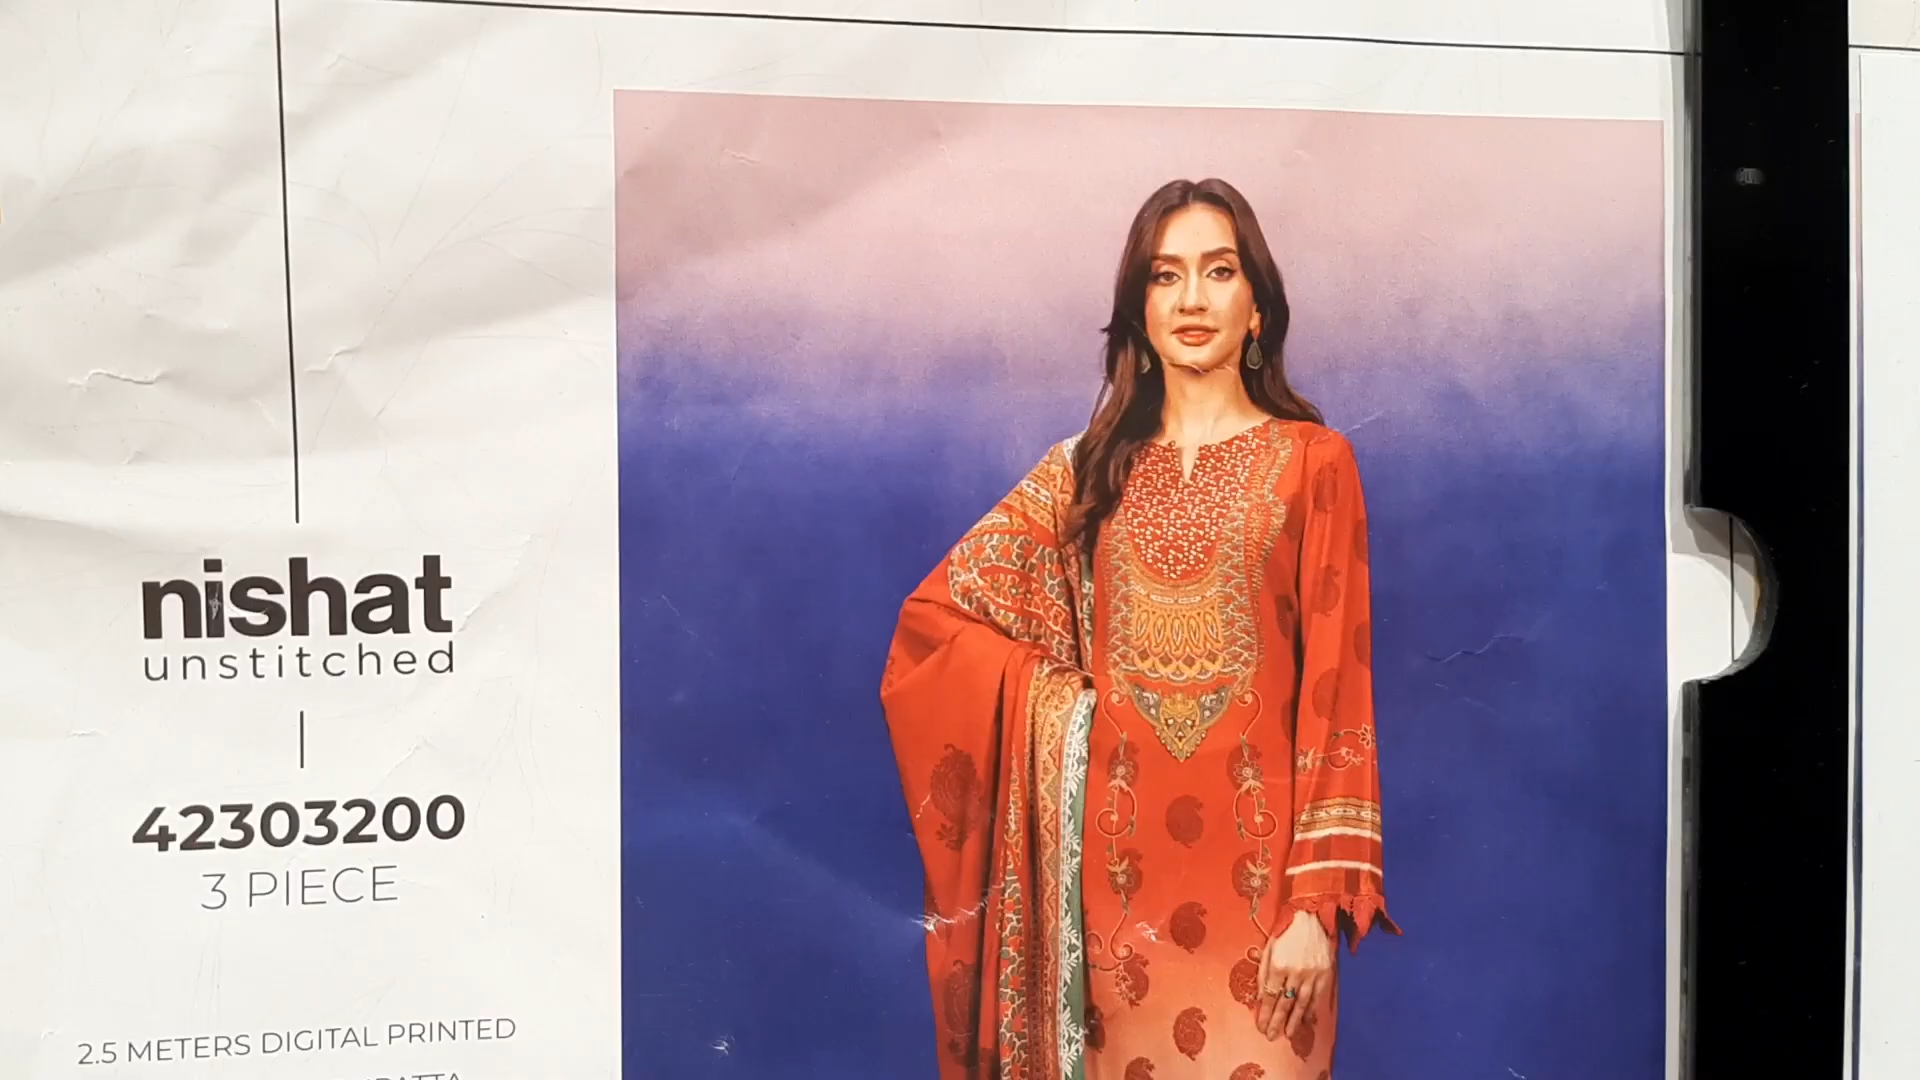 nishat
unstitched
42303200
3 PIECE
2.5 METERS DIGITAL PRINTED